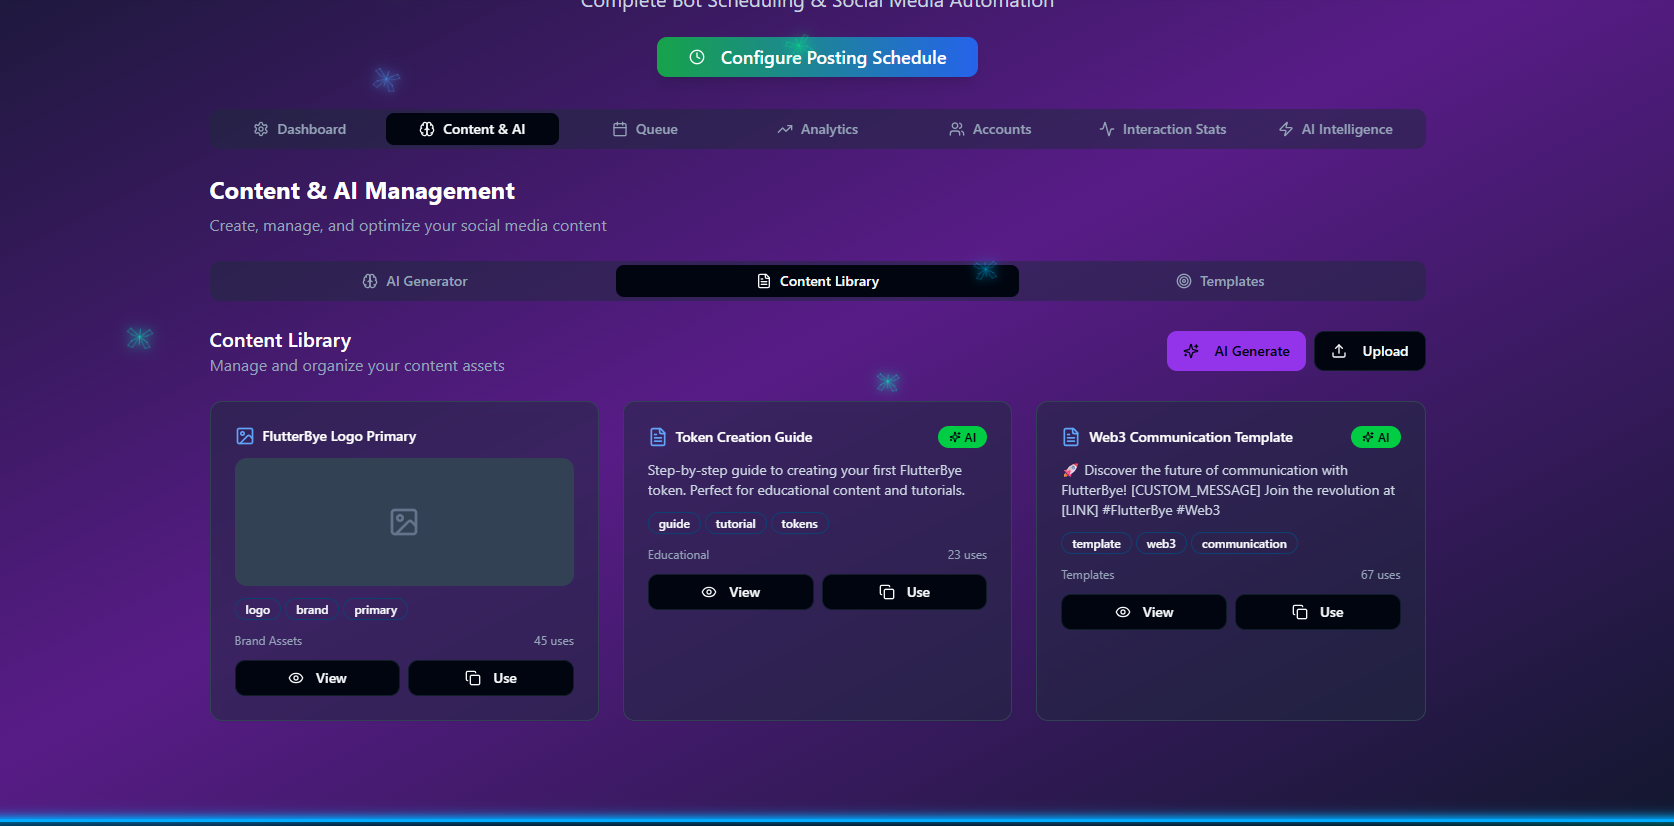 Complete Bot Scheduling & Social Media Automation
Configure Posting Schedule
Dashboard
Content & AI
Queue
Analytics
Accounts
Interaction Stats
AI Intelligence
Content & AI Management
Create, manage, and optimize your social media content
AI Generator
Content Library
Templates
Content Library
Manage and organize your content assets
AI Generate
Upload
FlutterBye Logo Primary
logo
brand
primary
Brand Assets
45 uses
View
Use
Token Creation Guide
AI
Step-by-step guide to creating your first FlutterBye
token. Perfect for educational content and tutorials.
guide
tutorial
tokens
Educational
23 uses
View
Use
Web3 Communication Template
AI
🚀 Discover the future of communication with
FlutterBye! [CUSTOM_MESSAGE] Join the revolution at
[LINK] #FlutterBye #Web3
template
web3
communication
Templates
67 uses
View
Use